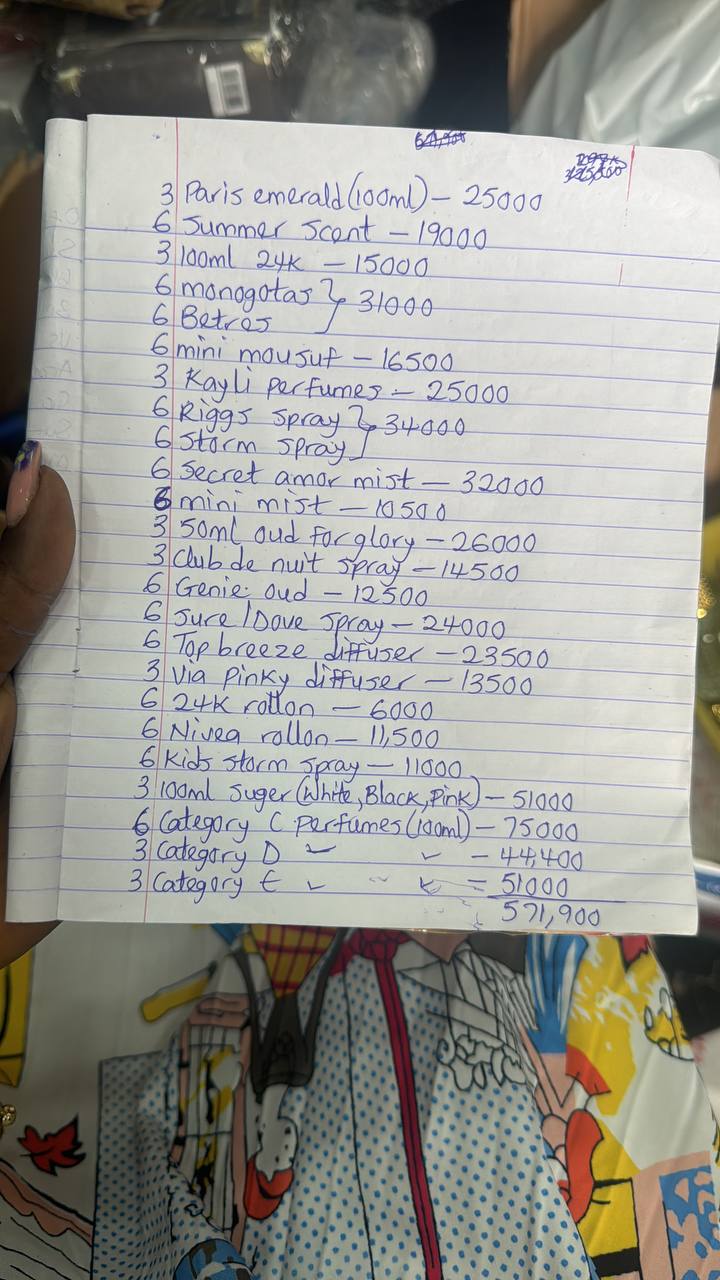 3 Paris emerald (100ml) – 25000
6 Summer Scent – 19000
3 100ml 24K – 15000
6 monogotas } 31000
6 Betres
6 mini mousuf – 16500
3 Kayli perfumes – 25000
6 Riggs spray } 34000
6 Storm spray
6 Secret amor mist – 32000
6 mini mist – 10500
3 50ml oud for glory – 26000
3 Club de nuit spray – 14500
6 Genie oud – 12500
6 Sure/Dove spray – 24000
6 Top breeze diffuser – 23500
3 Via pinky diffuser – 13500
6 24K rollon – 6000
6 Nivea rollon – 11,500
6 Kids storm spray – 11000
3 100ml Suger (White, Black, Pink) – 51000
6 Category C perfumes (100ml) – 75000
3 Category D – 44,400
3 Category E = 51000
571,900